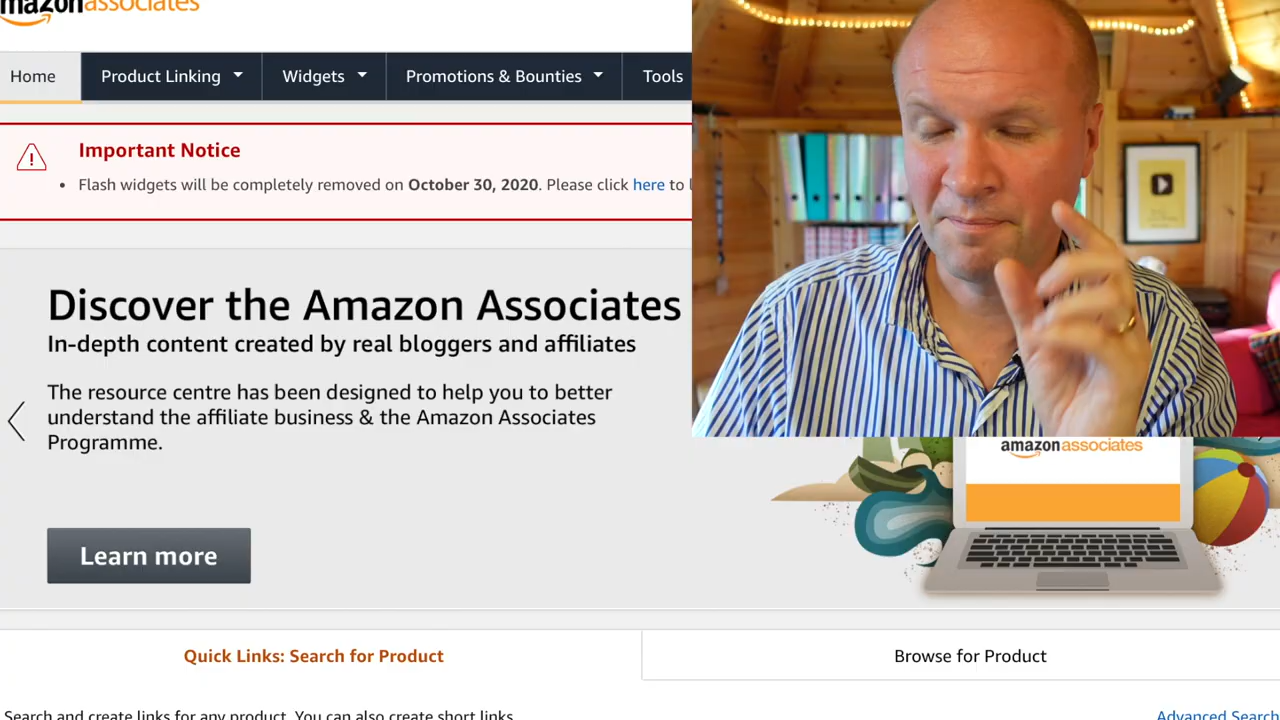 amazonassociates
Home
Product Linking
Widgets
Promotions & Bounties
Tools
Important Notice
• Flash widgets will be completely removed on October 30, 2020. Please click here to
Discover the Amazon Associates
In-depth content created by real bloggers and affiliates
The resource centre has been designed to help you to better
understand the affiliate business & the Amazon Associates
Programme.
Learn more
amazonassociates
Quick Links: Search for Product
Browse for Product
Search and create links for any product. You can also create short links
Advanced Search